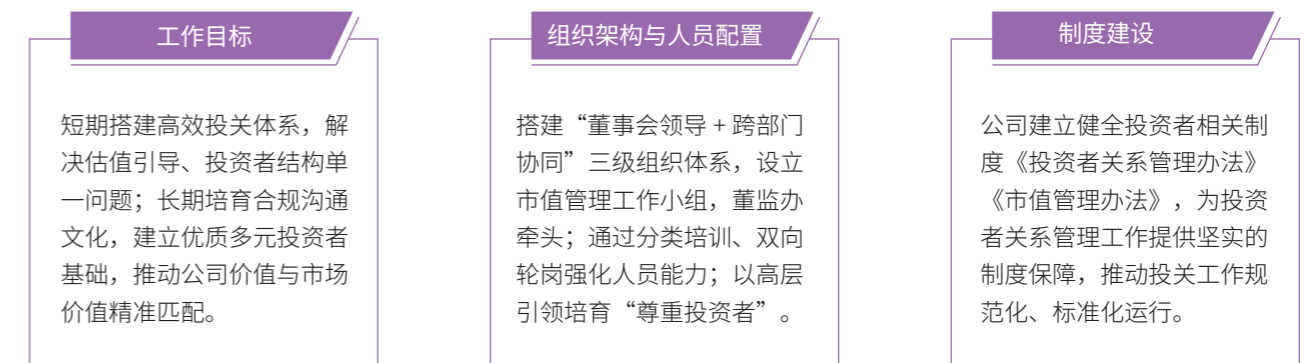 工作目标
短期搭建高效投关体系，解
决估值引导、投资者结构单
一问题；长期培育合规沟通
文化，建立优质多元投资者
基础，推动公司价值与市场
价值精准匹配。
组织架构与人员配置
搭建“董事会领导 + 跨部门
协同”三级组织体系，设立
市值管理工作小组，董监办
牵头；通过分类培训、双向
轮岗强化人员能力；以高层
引领培育“尊重投资者”。
制度建设
公司建立健全投资者相关制
度《投资者关系管理办法》
《市值管理办法》，为投资
者关系管理工作提供坚实的
制度保障，推动投关工作规
范化、标准化运行。